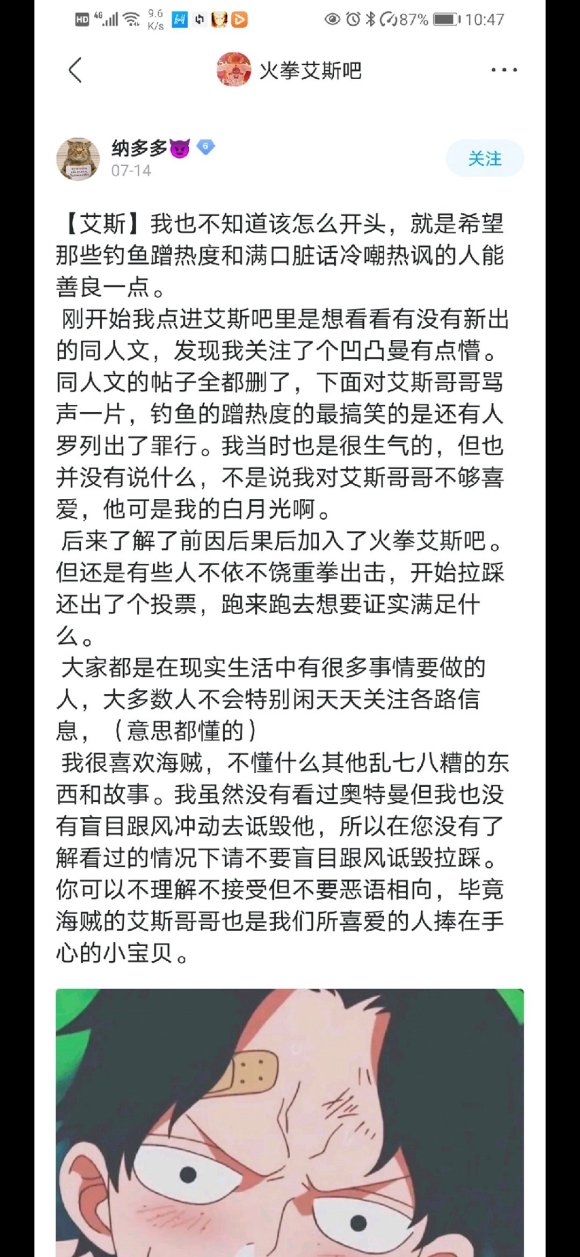 HD 4G 9.6 K/s 87% 10:47
火拳艾斯吧
纳多多 6
07-14
关注
【艾斯】我也不知道该怎么开头，就是希望
那些钓鱼蹭热度和满口脏话冷嘲热讽的人能
善良一点。
刚开始我点进艾斯吧里是想看看有没有新出
的同人文，发现我关注了个凹凸曼有点懵。
同人文的帖子全都删了，下面对艾斯哥哥骂
声一片，钓鱼的蹭热度的最搞笑的是还有人
罗列出了罪行。我当时也是很生气的，但也
并没有说什么，不是说我对艾斯哥哥不够喜
爱，他可是我的白月光啊。
后来了解了前因后果后加入了火拳艾斯吧。
但还是有些人不依不饶重拳出击，开始拉踩
还出了个投票，跑来跑去想要证实满足什
么。
大家都是在现实生活中有很多事情要做的
人，大多数人不会特别闲天天关注各路信
息，（意思都懂的）
我很喜欢海贼，不懂什么其他乱七八糟的东
西和故事。我虽然没有看过奥特曼但我也没
有盲目跟风冲动去诋毁他，所以在您没有了
解看过的情况下请不要盲目跟风诋毁拉踩。
你可以不理解不接受但不要恶语相向，毕竟
海贼的艾斯哥哥也是我们所喜爱的人捧在手
心的小宝贝。